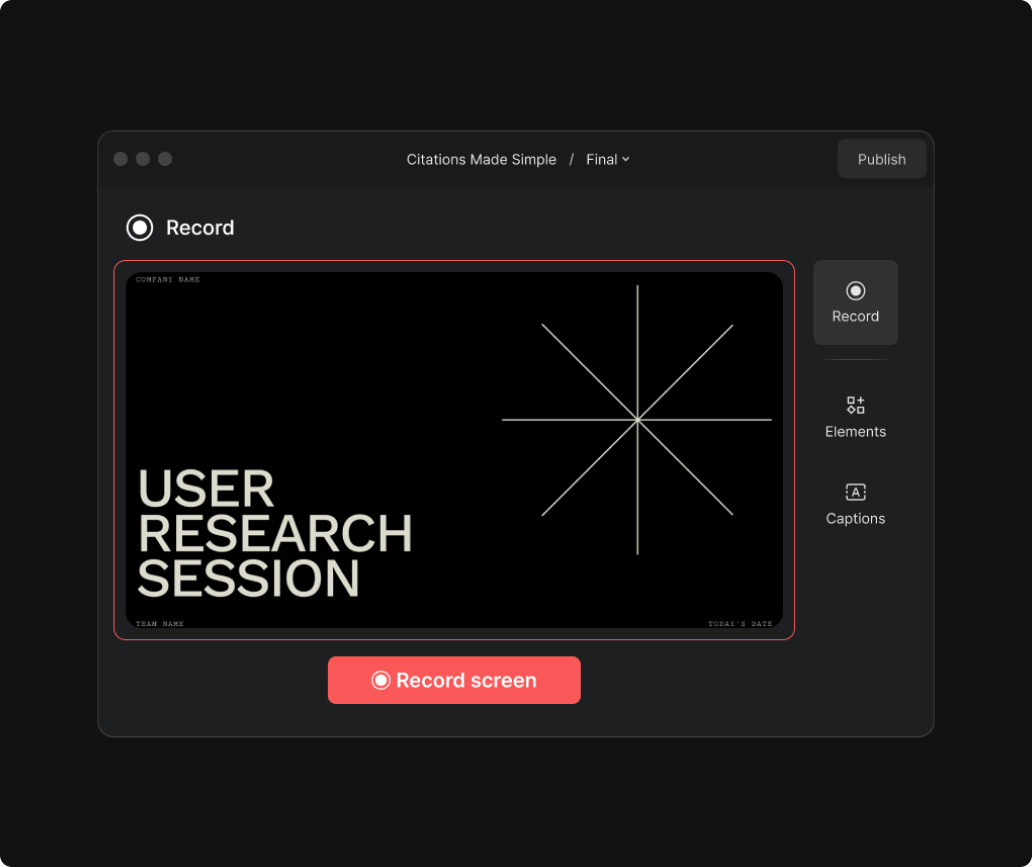 Citations Made Simple / Final
Publish
Record
COMPANY NAME
USER
RESEARCH
SESSION
TEAM NAME
TODAY'S DATE
Record
Elements
A
Captions
Record screen